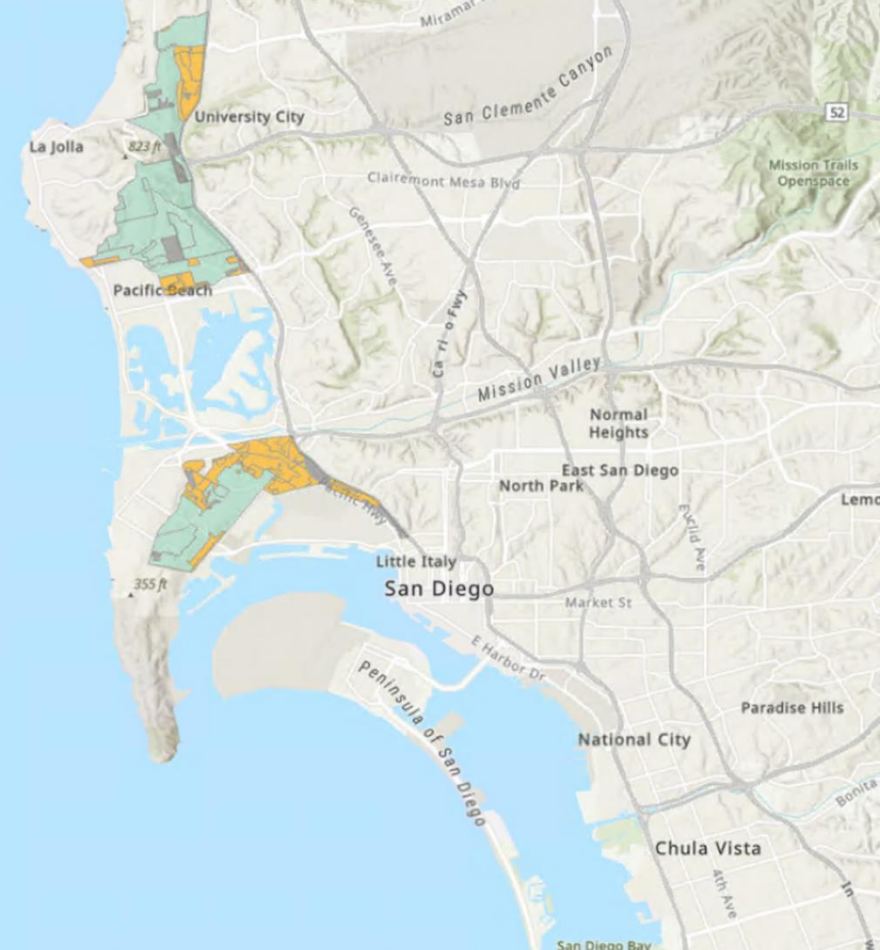 Miramar
San Clemente Canyon
52
University City
La Jolla
823 ft
Mission Trails
Openspace
Clairemont Mesa Blvd
Genesee Ave
Pacific Beach
Mission Valley
Normal
Heights
East San Diego
North Park
Lemo
Euclid Ave
Pacific Hwy
Little Italy
355 ft
San Diego
Market St
E Harbor Dr
Peninsula of San Diego
Paradise Hills
National City
Bonita
Chula Vista
4th Ave
In
San Diego Bay